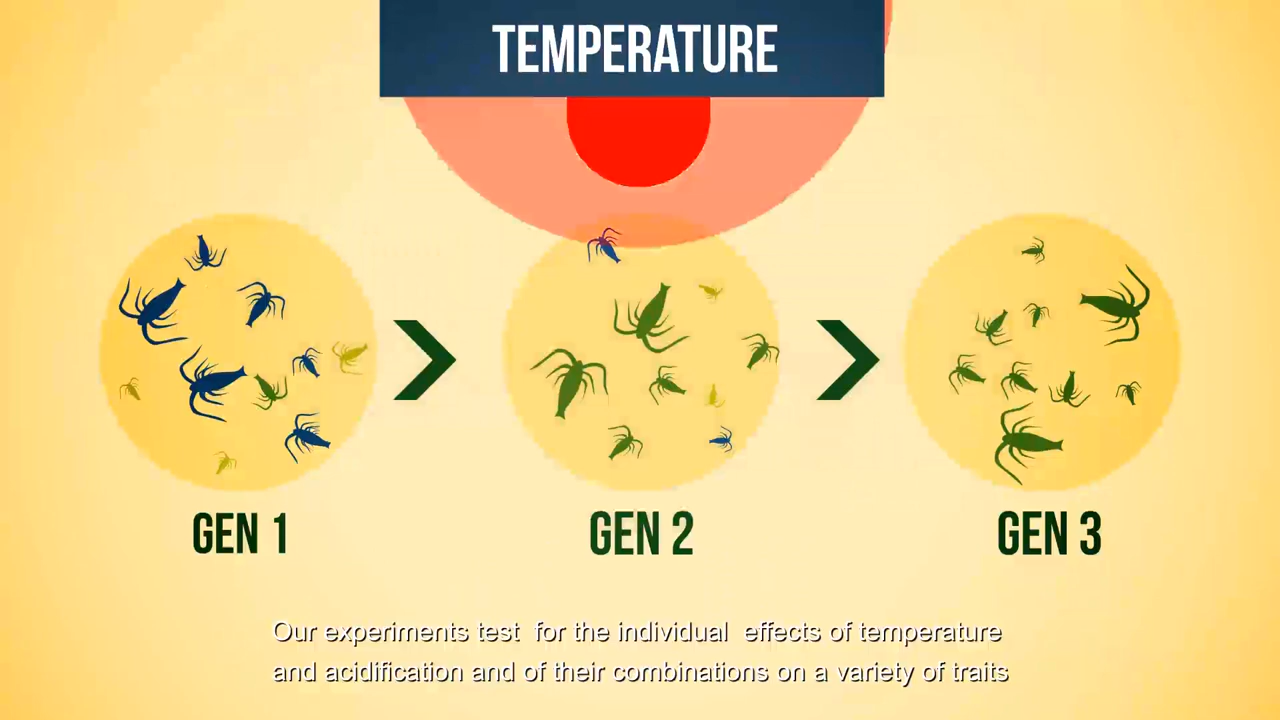 TEMPERATURE
GEN 1
GEN 2
GEN 3
Our experiments test  for the individual  effects of temperature
and acidification and of their combinations on a variety of traits